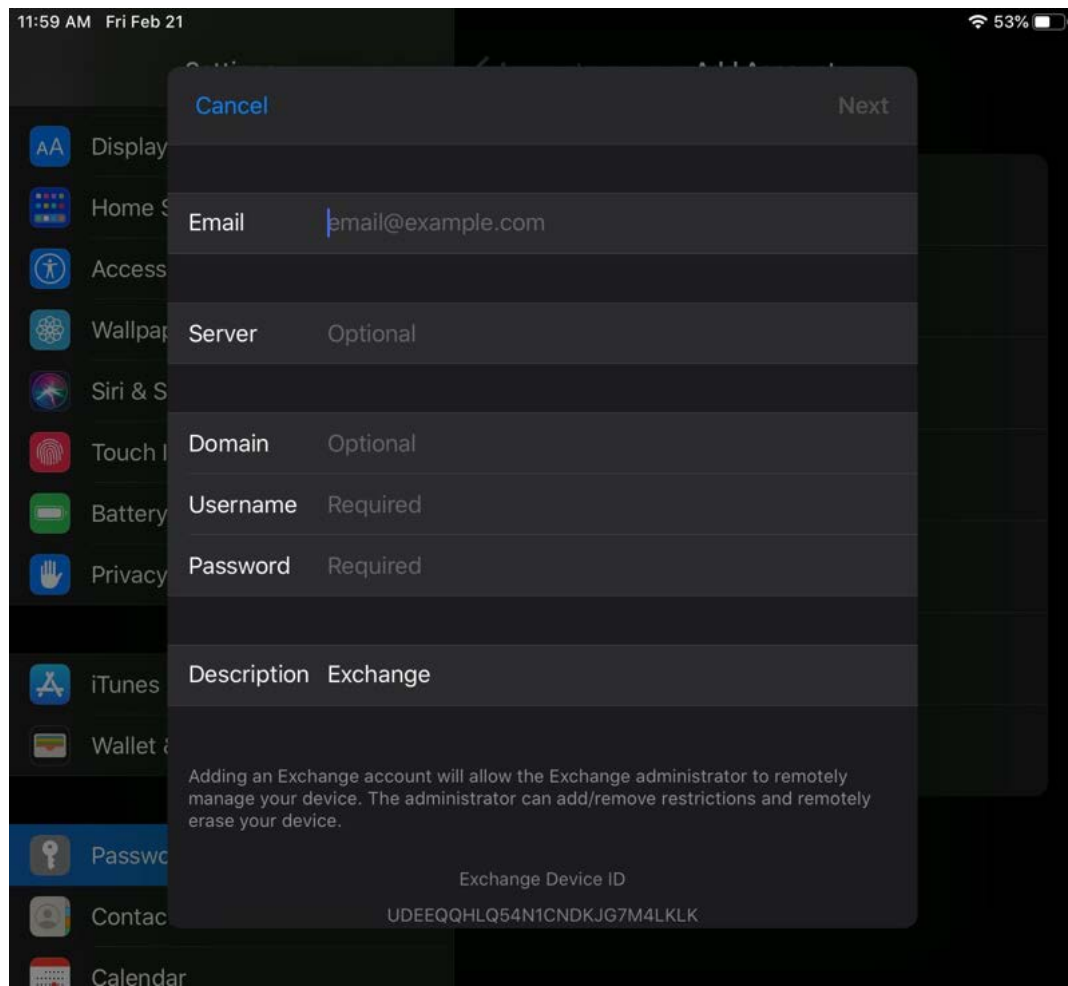 11:59 AM Fri Feb 21
53%
Cancel
Next
Display
Home S
Email
email@example.com
Access
Wallpap
Server
Optional
Siri & S
Touch I
Domain
Optional
Username
Required
Battery
Password
Required
Privacy
Description
Exchange
iTunes
Wallet &
Adding an Exchange account will allow the Exchange administrator to remotely
manage your device. The administrator can add/remove restrictions and remotely
erase your device.
Passwo
Exchange Device ID
UDEEQQHLQ54N1CNDKJG7M4LKLK
Contac
Calendar